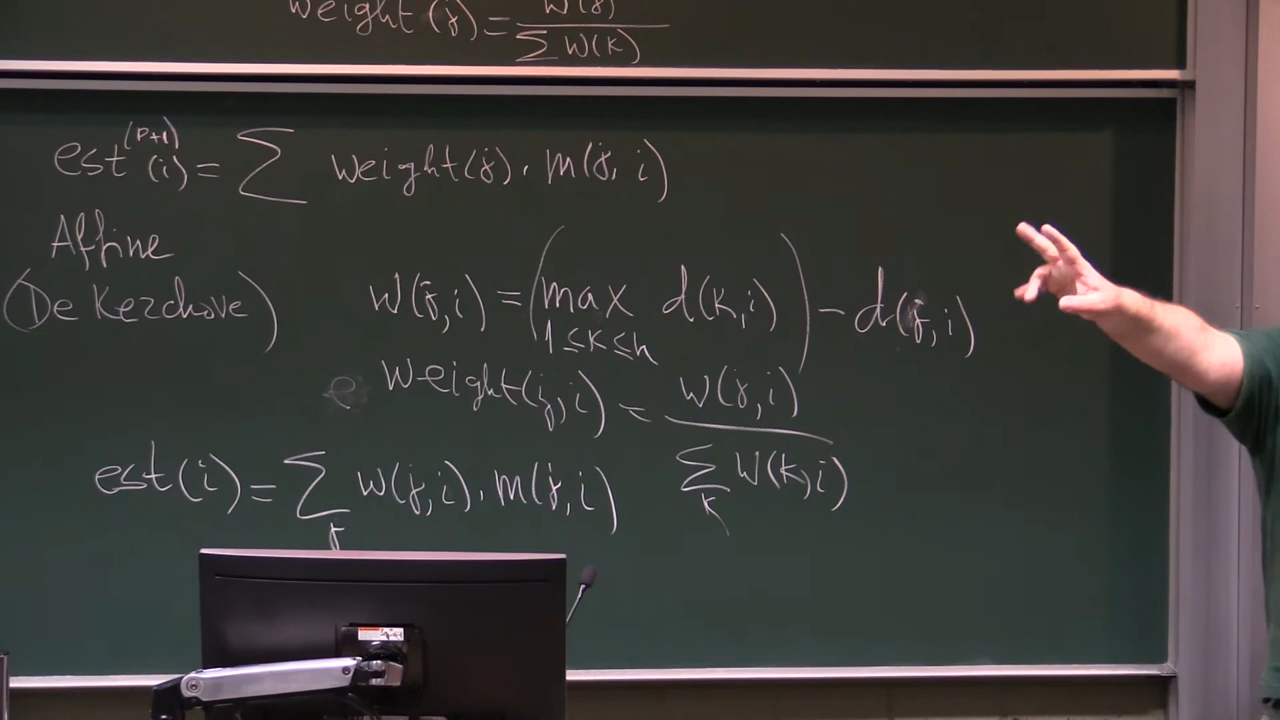 weight(j) = W(j) / Σ W(k)
est^(p+1)(i) = Σ weight(j) · m(j, i)
Affine
(De Kerchove)
W(j,i) = (max_{1≤k≤n} d(k,i)) − d(j,i)
weight(j,i) = W(j,i) / Σ_k W(k,i)
est(i) = Σ_j W(j,i) · m(j,i)